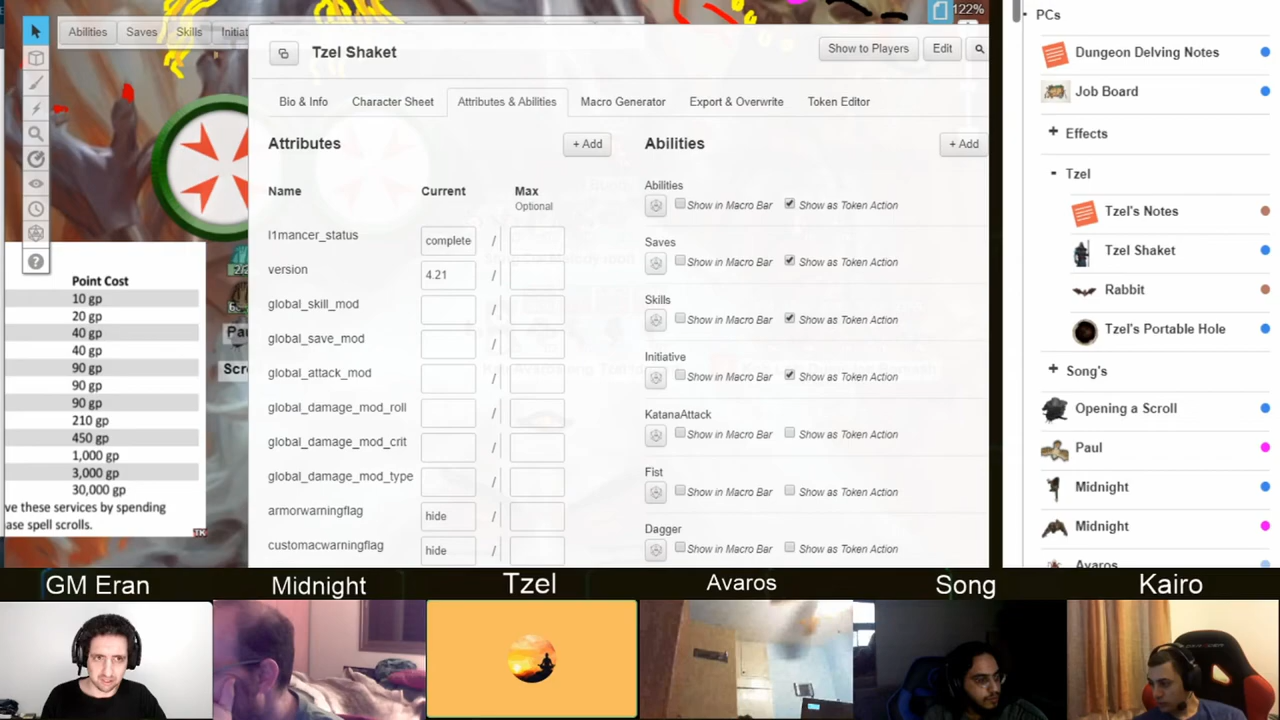 122%
Abilities Saves Skills Initiat
Tzel Shaket
Show to Players Edit
Bio & Info Character Sheet Attributes & Abilities Macro Generator Export & Overwrite Token Editor
Attributes
+ Add
Name Current Max
Optional
l1mancer_status complete /
version 4.21 /
global_skill_mod /
global_save_mod /
global_attack_mod /
global_damage_mod_roll /
global_damage_mod_crit /
global_damage_mod_type /
armorwarningflag hide /
customacwarningflag hide /
Abilities
+ Add
Abilities
Show in Macro Bar Show as Token Action
Saves
Show in Macro Bar Show as Token Action
Skills
Show in Macro Bar Show as Token Action
Initiative
Show in Macro Bar Show as Token Action
KatanaAttack
Show in Macro Bar Show as Token Action
Fist
Show in Macro Bar Show as Token Action
Dagger
Show in Macro Bar Show as Token Action
Point Cost
10 gp
20 gp
40 gp
40 gp
90 gp
90 gp
90 gp
210 gp
450 gp
1,000 gp
3,000 gp
30,000 gp
ve these services by spending
ase spell scrolls.
Pau
Scro
- PCs
Dungeon Delving Notes
Job Board
+ Effects
- Tzel
Tzel's Notes
Tzel Shaket
Rabbit
Tzel's Portable Hole
+ Song's
Opening a Scroll
Paul
Midnight
Midnight
Avaros
GM Eran Midnight Tzel Avaros Song Kairo